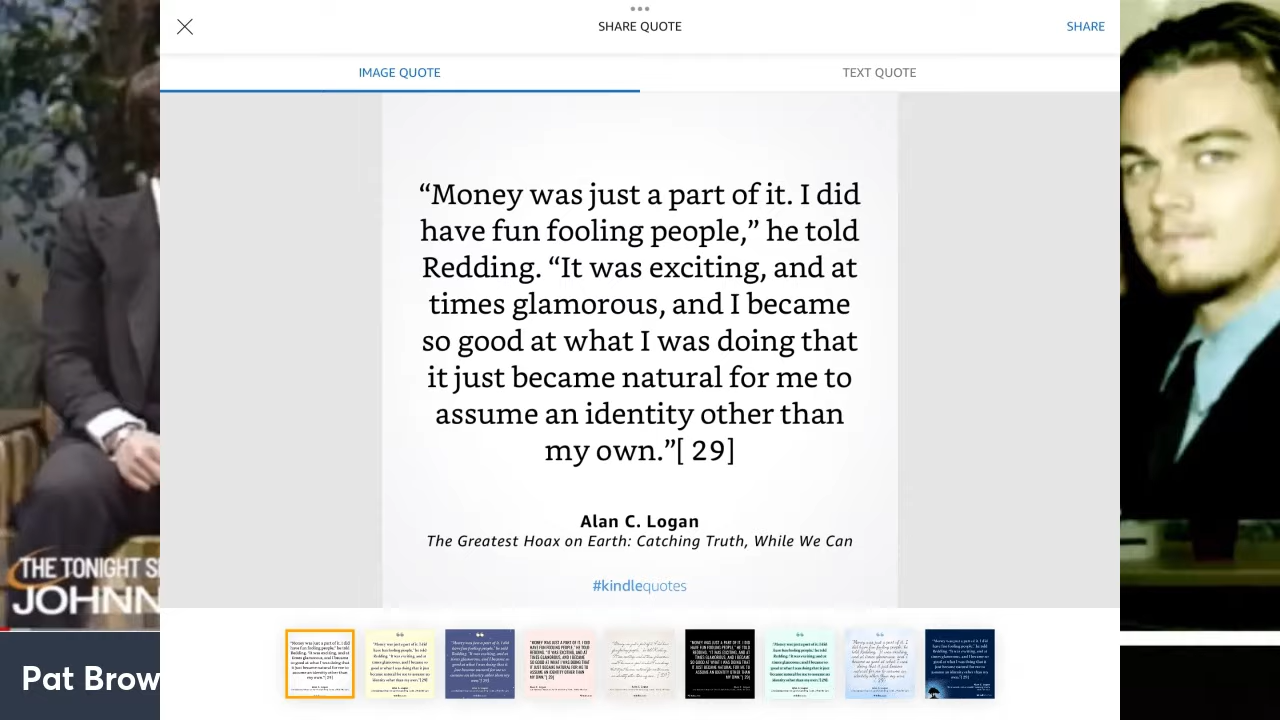 SHARE QUOTE
SHARE
IMAGE QUOTE
TEXT QUOTE
“Money was just a part of it. I did
have fun fooling people,” he told
Redding. “It was exciting, and at
times glamorous, and I became
so good at what I was doing that
it just became natural for me to
assume an identity other than
my own.”[ 29]
Alan C. Logan
The Greatest Hoax on Earth: Catching Truth, While We Can
#kindlequotes
THE TONIGHT S
JOHNN
Pat Brow